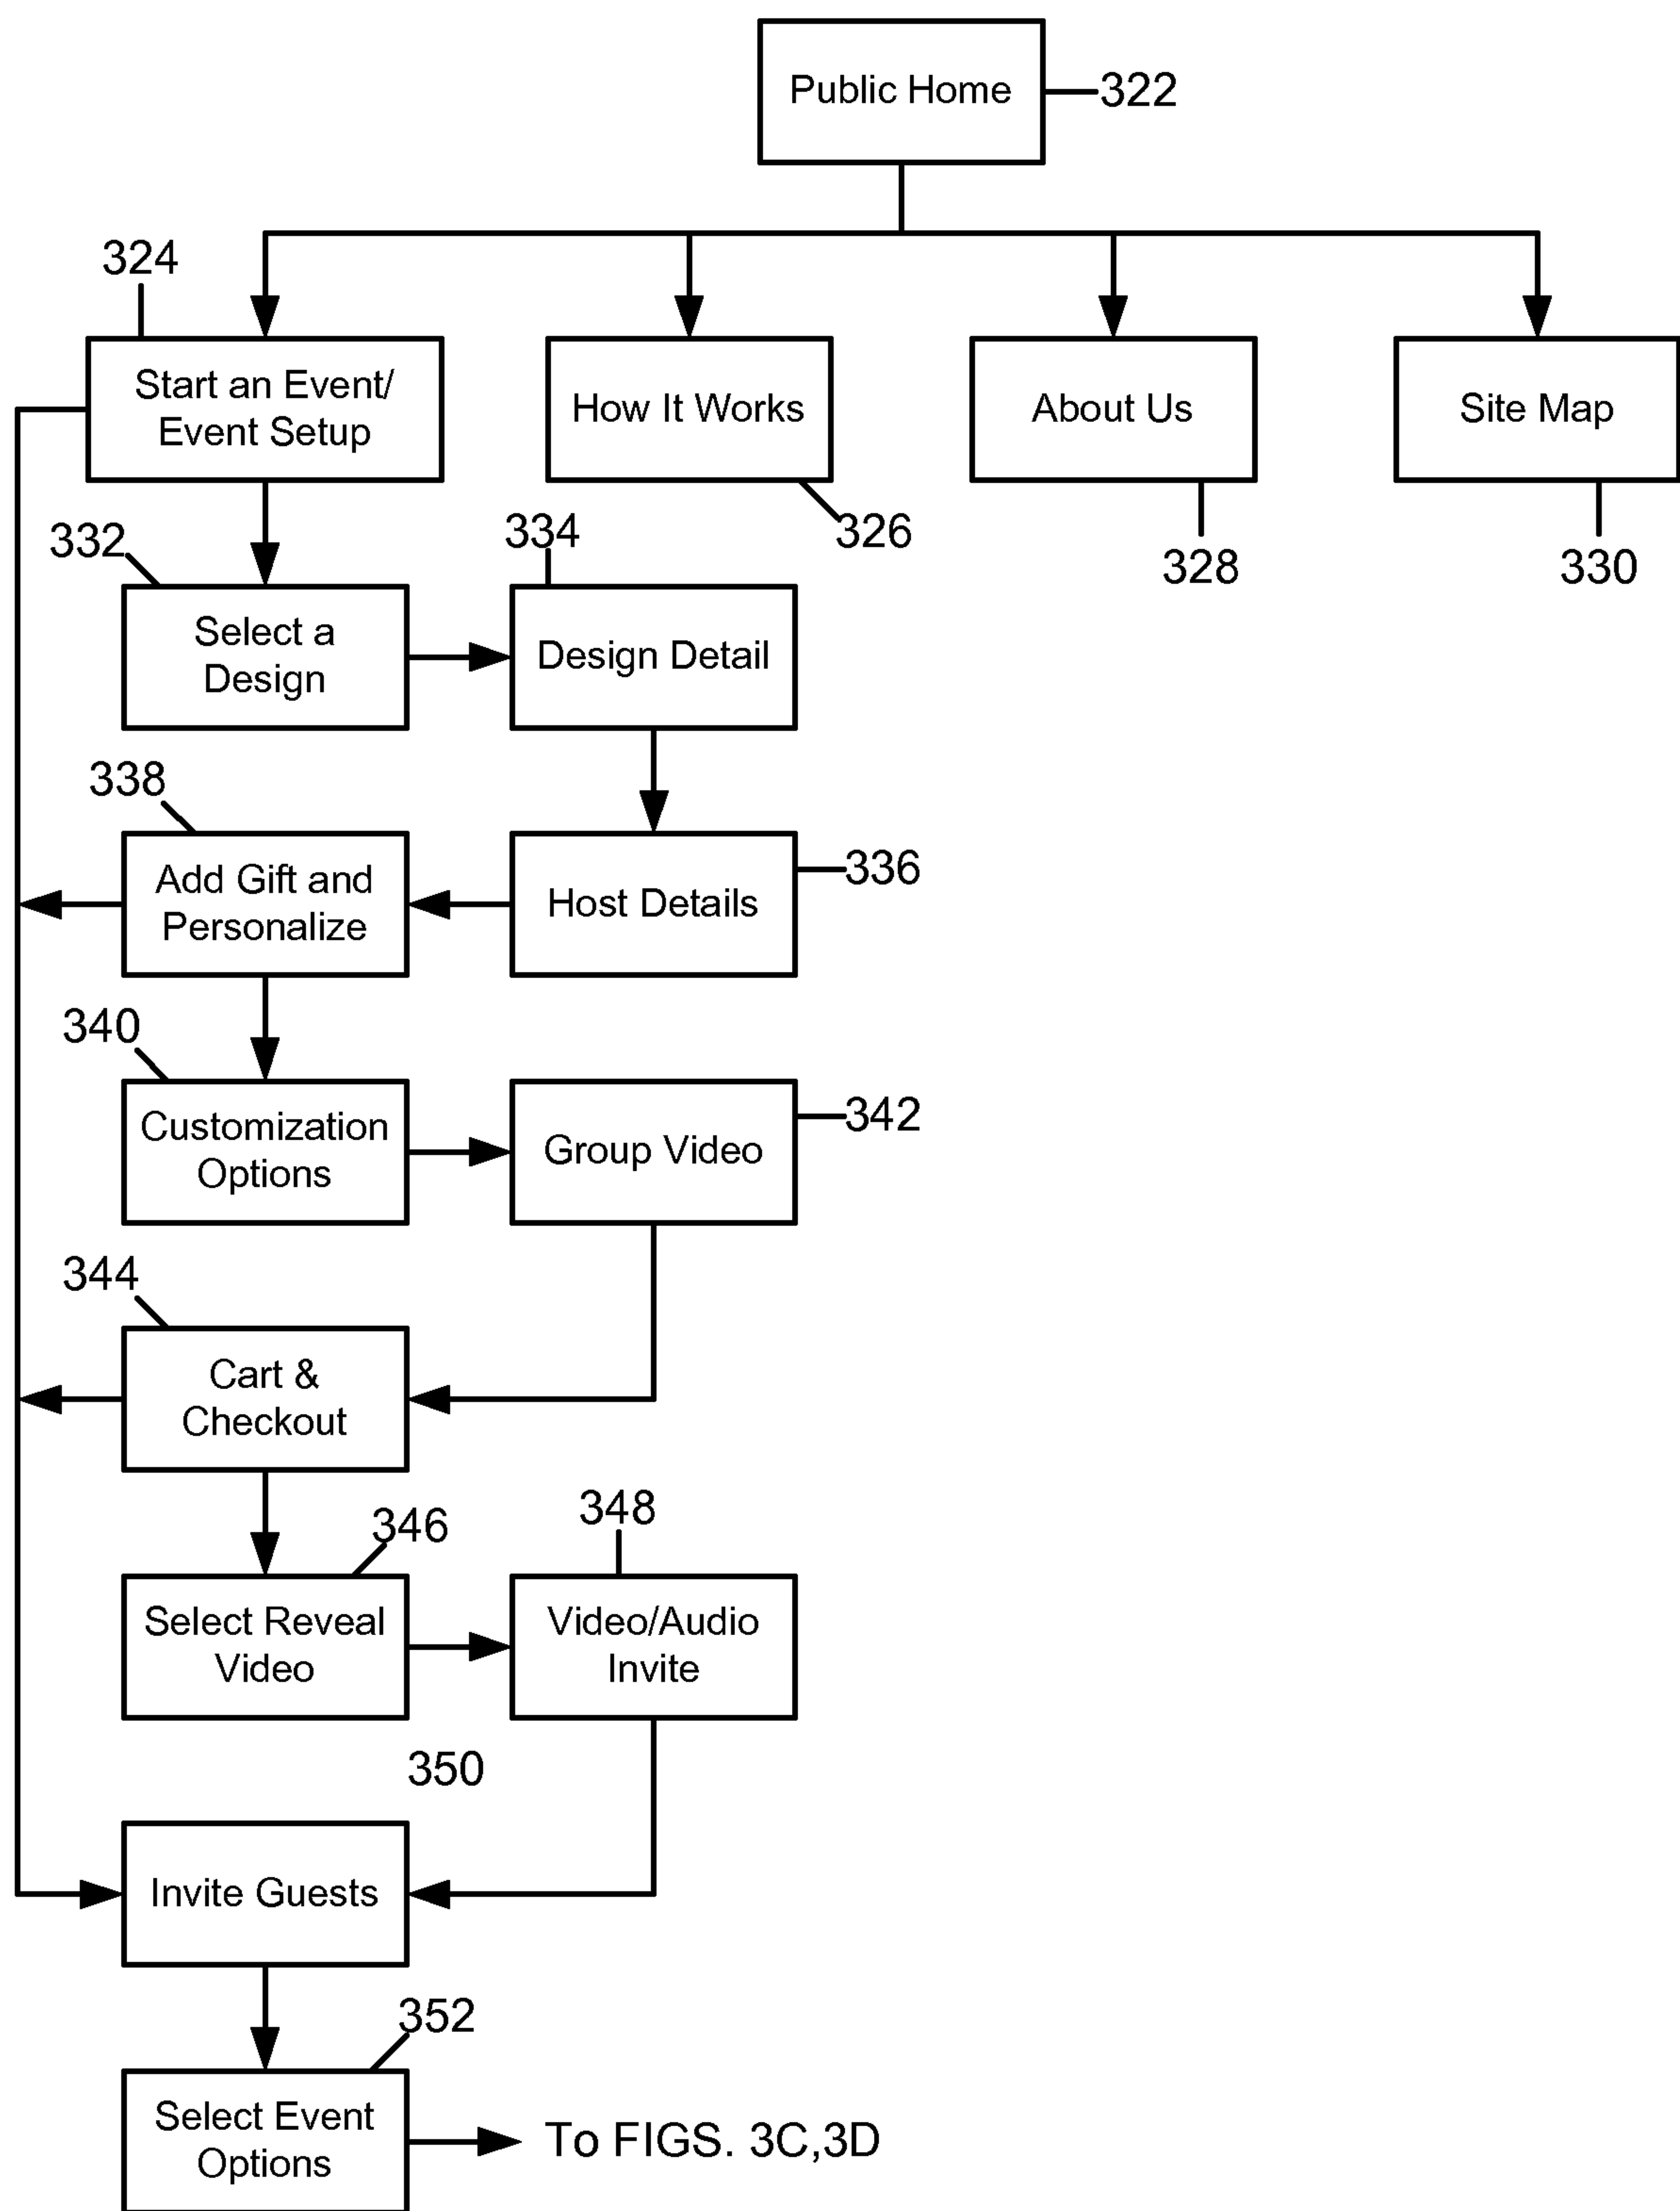 Public Home
322
324
Start an Event/
Event Setup
How It Works
About Us
Site Map
326
328
330
332
334
Select a
Design
Design Detail
338
336
Add Gift and
Personalize
Host Details
340
342
Customization
Options
Group Video
344
Cart &
Checkout
346
348
Select Reveal
Video
Video/Audio
Invite
350
Invite Guests
352
Select Event
Options
To FIGS. 3C,3D